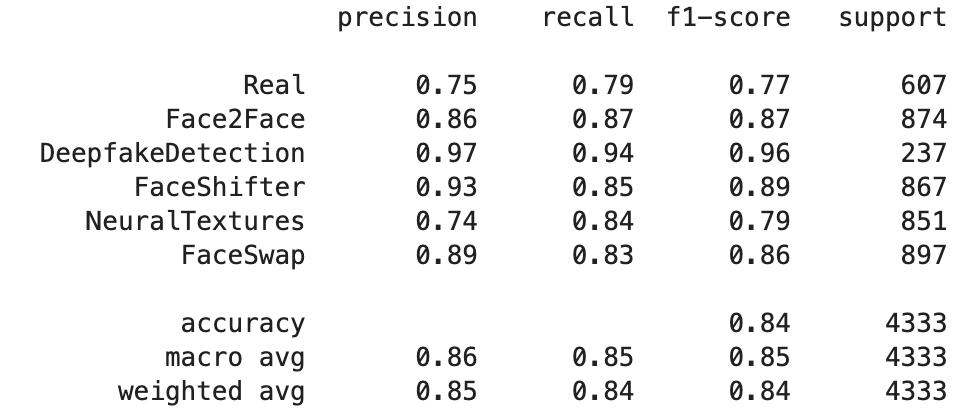 precision recall f1-score support
Real 0.75 0.79 0.77 607
Face2Face 0.86 0.87 0.87 874
DeepfakeDetection 0.97 0.94 0.96 237
FaceShifter 0.93 0.85 0.89 867
NeuralTextures 0.74 0.84 0.79 851
FaceSwap 0.89 0.83 0.86 897
accuracy 0.84 4333
macro avg 0.86 0.85 0.85 4333
weighted avg 0.85 0.84 0.84 4333